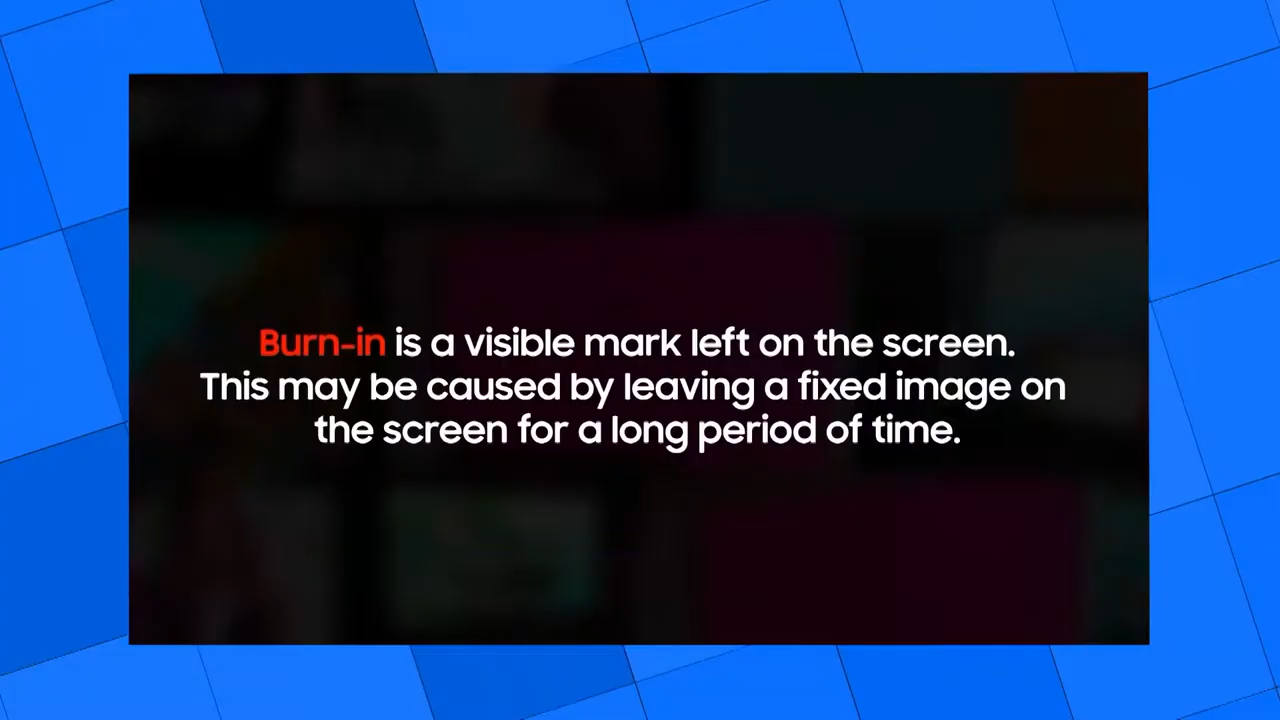 Burn-in is a visible mark left on the screen.
This may be caused by leaving a fixed image on
the screen for a long period of time.